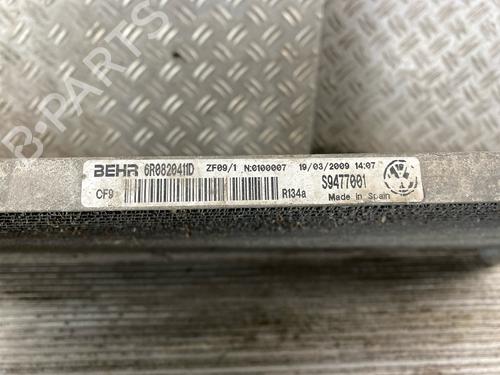 BEHR 6R0820411D ZF09/1 N:0100007 19/03/2009 14:07 S9477001
CF9 R134a Made in Spain
B-PARTS